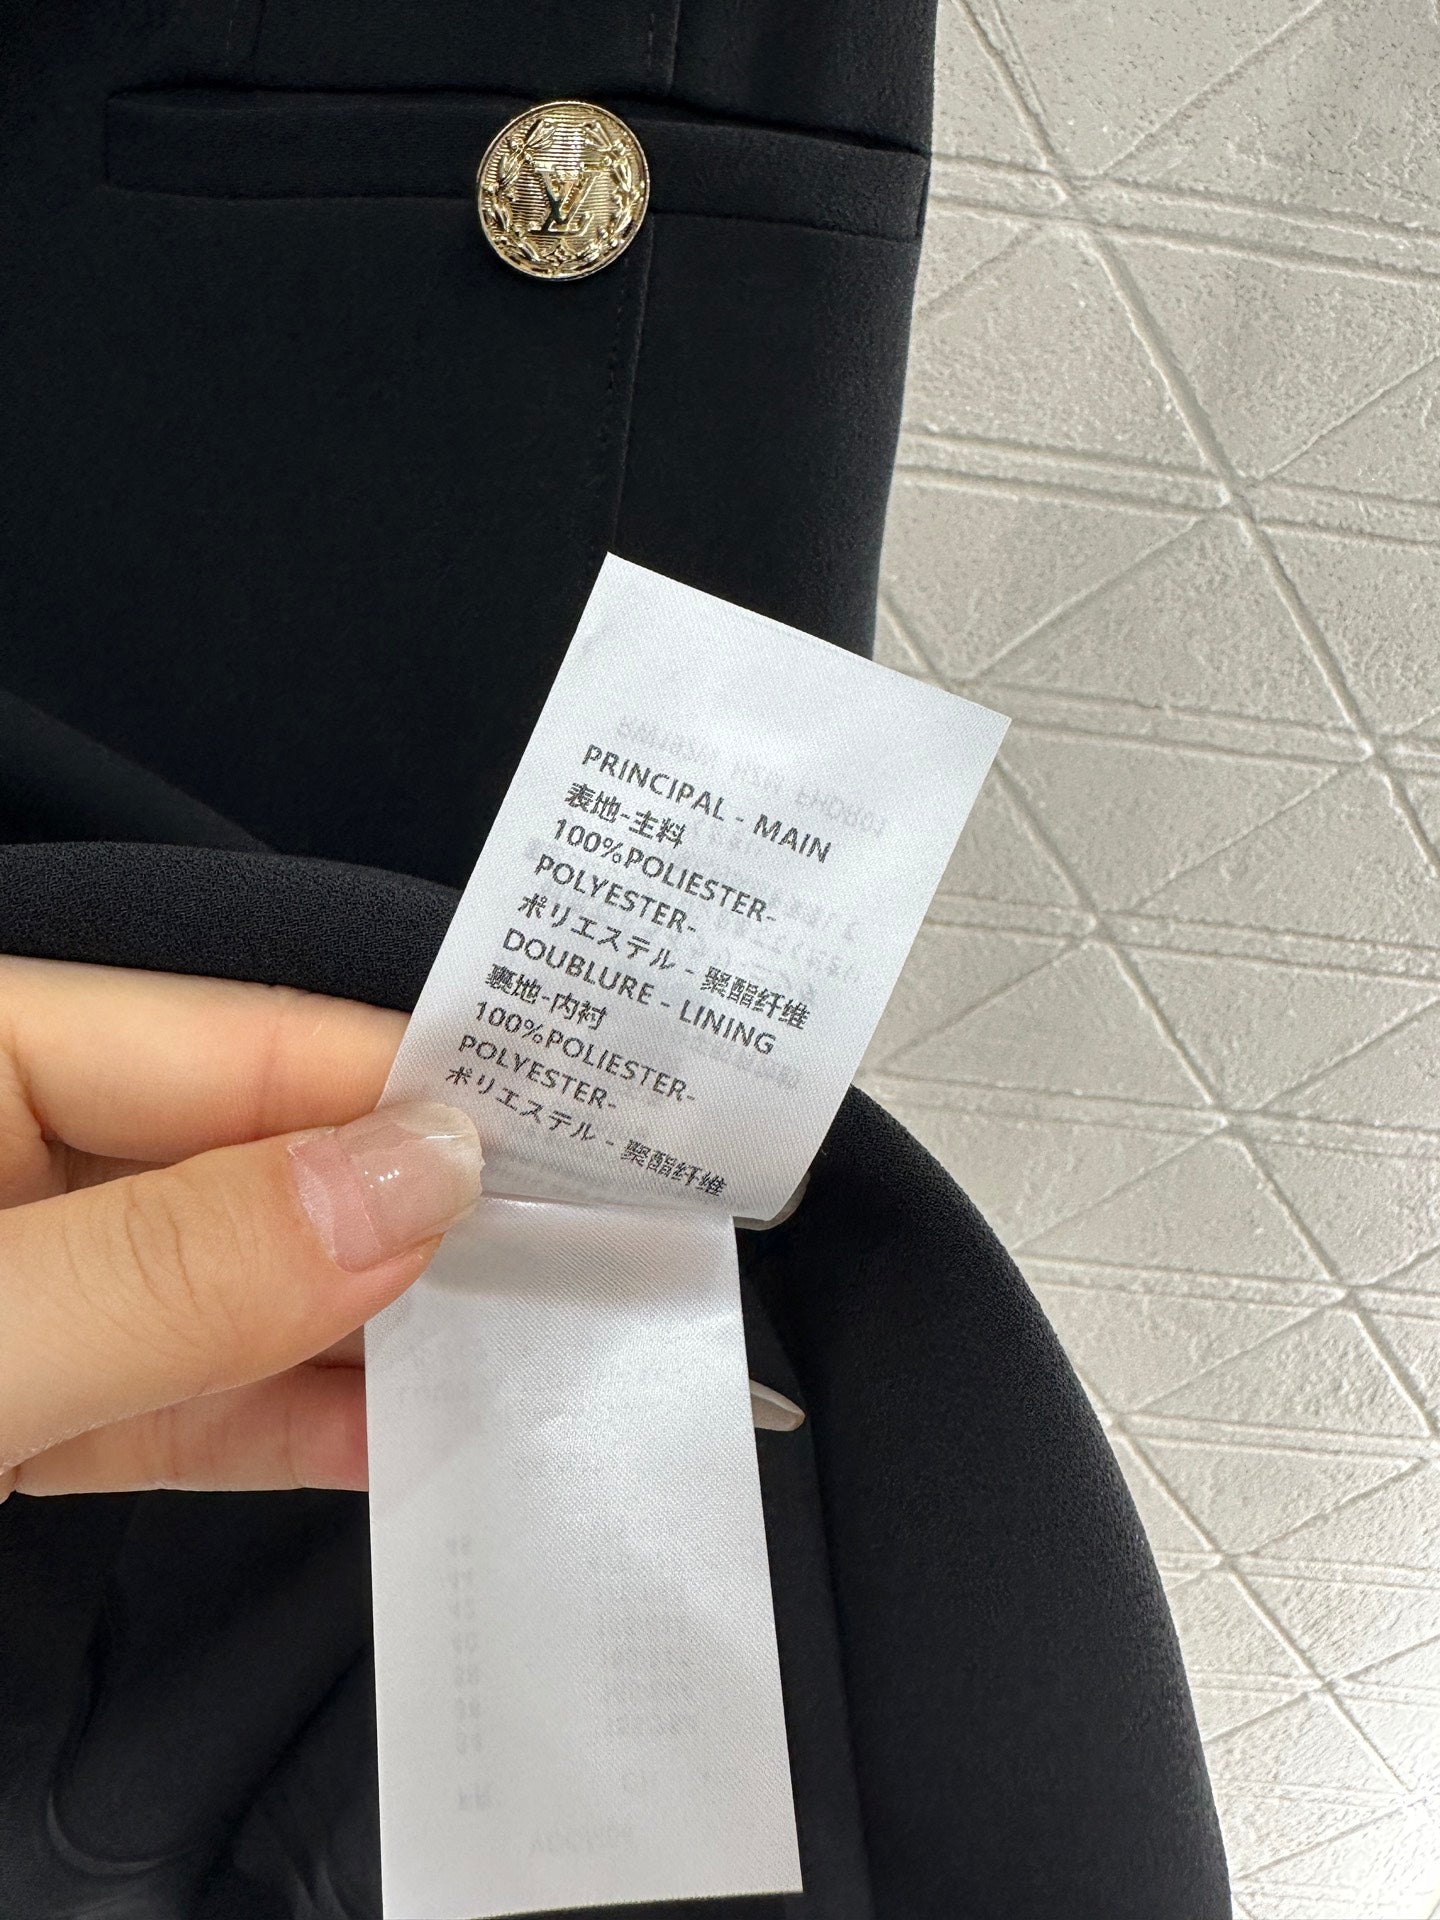 LV
PRINCIPAL - MAIN
表地-主料
100%POLIESTER-
POLYESTER-
ポリエステル - 聚酯纤维
DOUBLURE - LINING
裏地-内衬
100%POLIESTER-
POLYESTER-
ポリエステル - 聚酯纤维